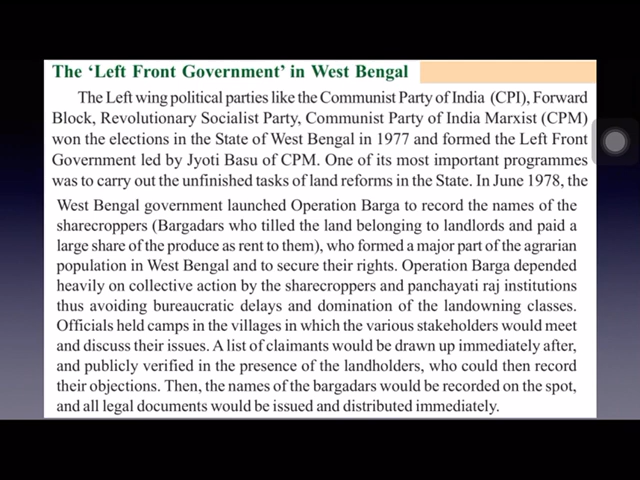 The ‘Left Front Government’ in West Bengal
The Left wing political parties like the Communist Party of India (CPI), Forward
Block, Revolutionary Socialist Party, Communist Party of India Marxist (CPM)
won the elections in the State of West Bengal in 1977 and formed the Left Front
Government led by Jyoti Basu of CPM. One of its most important programmes
was to carry out the unfinished tasks of land reforms in the State. In June 1978, the
West Bengal government launched Operation Barga to record the names of the
sharecroppers (Bargadars who tilled the land belonging to landlords and paid a
large share of the produce as rent to them), who formed a major part of the agrarian
population in West Bengal and to secure their rights. Operation Barga depended
heavily on collective action by the sharecroppers and panchayati raj institutions
thus avoiding bureaucratic delays and domination of the landowning classes.
Officials held camps in the villages in which the various stakeholders would meet
and discuss their issues. A list of claimants would be drawn up immediately after,
and publicly verified in the presence of the landholders, who could then record
their objections. Then, the names of the bargadars would be recorded on the spot,
and all legal documents would be issued and distributed immediately.